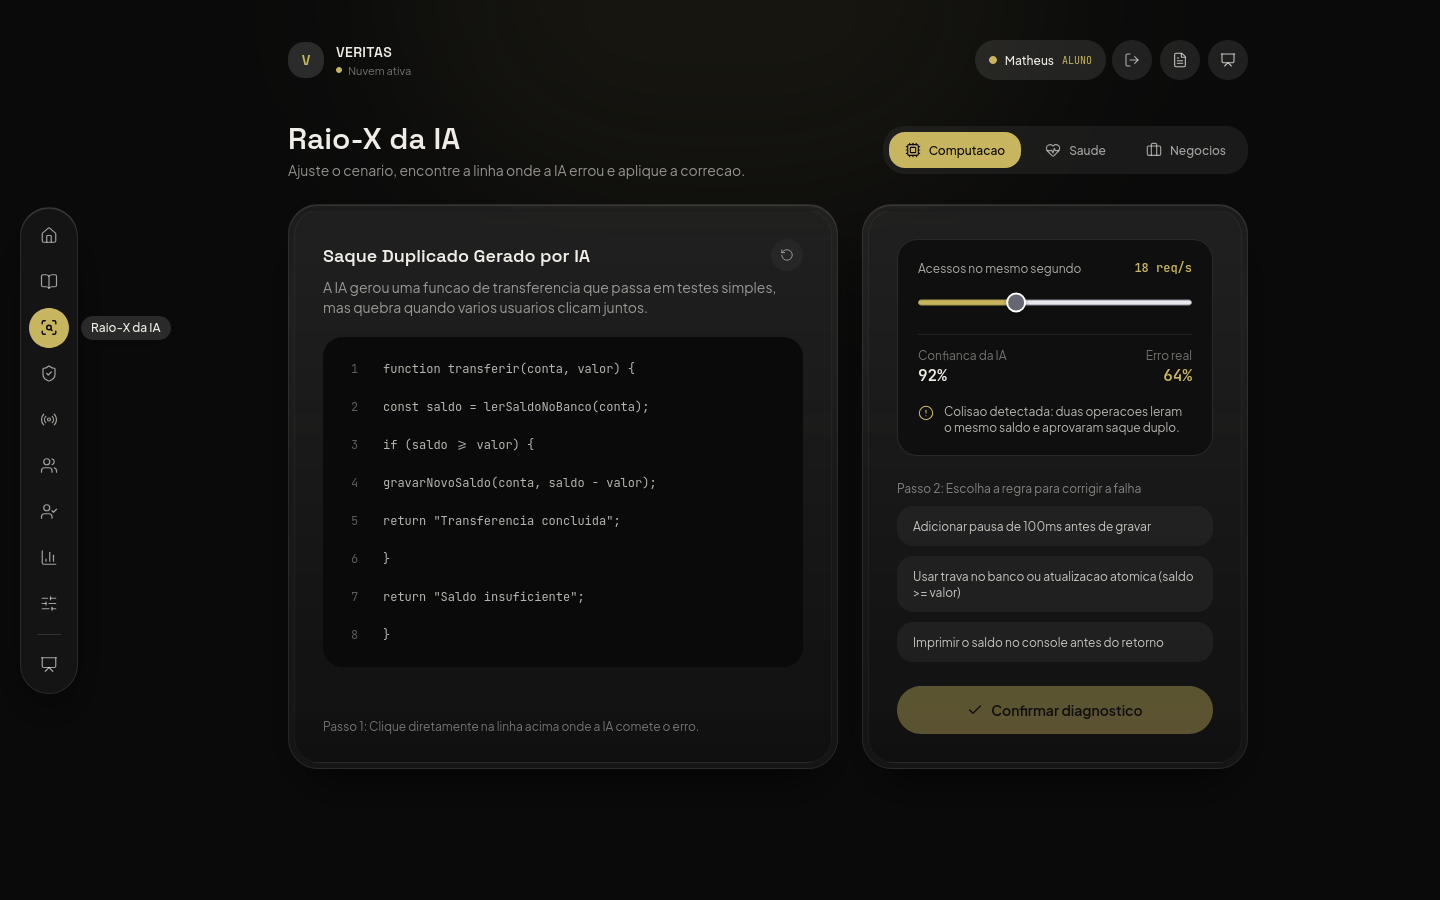 V
VERITAS
Nuvem ativa
Matheus ALUNO
Raio-X da IA
Ajuste o cenario, encontre a linha onde a IA errou e aplique a correcao.
Computacao
Saude
Negocios
Raio-X da IA
Saque Duplicado Gerado por IA
A IA gerou uma funcao de transferencia que passa em testes simples,
mas quebra quando varios usuarios clicam juntos.
1 function transferir(conta, valor) {
2 const saldo = lerSaldoNoBanco(conta);
3 if (saldo >= valor) {
4 gravarNovoSaldo(conta, saldo - valor);
5 return "Transferencia concluida";
6 }
7 return "Saldo insuficiente";
8 }
Passo 1: Clique diretamente na linha acima onde a IA comete o erro.
Acessos no mesmo segundo 18 req/s
Confianca da IA Erro real
92% 64%
Colisao detectada: duas operacoes leram
o mesmo saldo e aprovaram saque duplo.
Passo 2: Escolha a regra para corrigir a falha
Adicionar pausa de 100ms antes de gravar
Usar trava no banco ou atualizacao atomica (saldo
>= valor)
Imprimir o saldo no console antes do retorno
Confirmar diagnostico